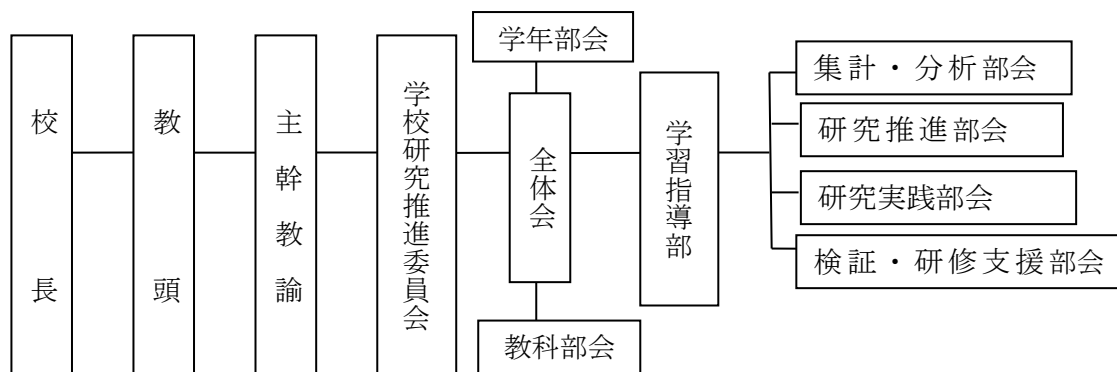 校長
教頭
主幹教諭
学校研究推進委員会
学年部会
全体会
教科部会
学習指導部
集計・分析部会
研究推進部会
研究実践部会
検証・研修支援部会